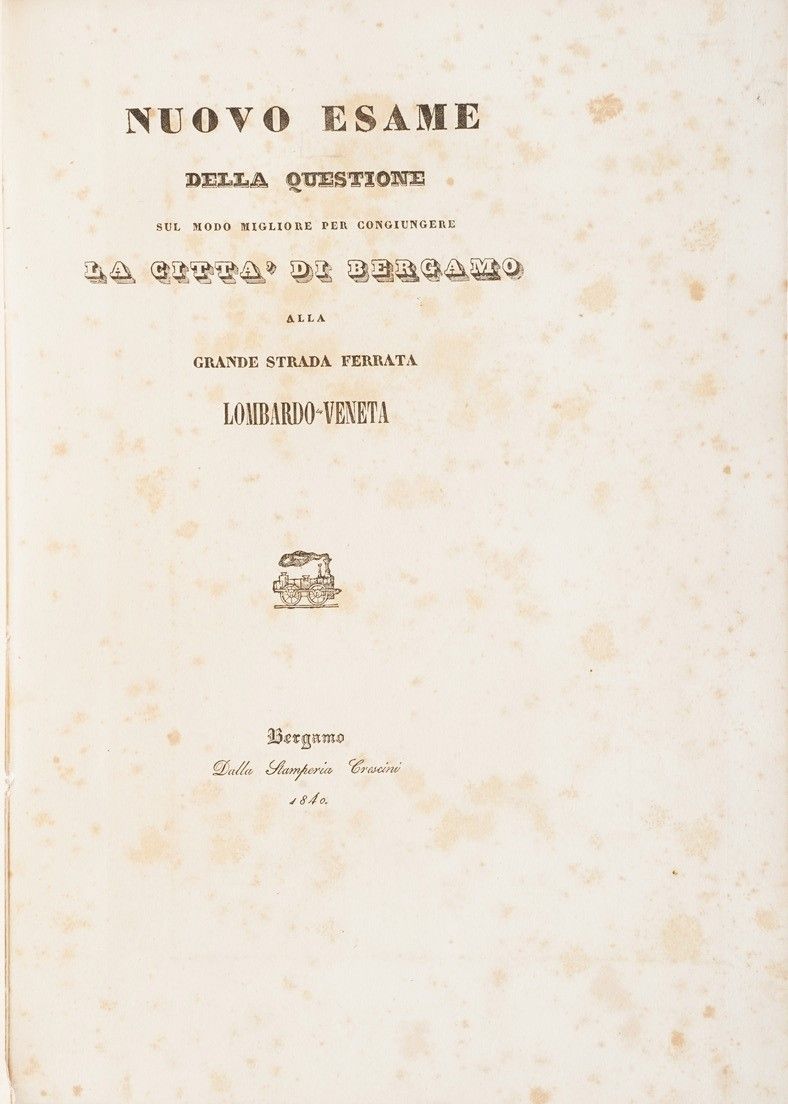 NUOVO ESAME
DELLA QUESTIONE
SUL MODO MIGLIORE PER CONGIUNGERE
LA CITTA' DI BERGAMO
ALLA
GRANDE STRADA FERRATA
LOMBARDO-VENETA
Bergamo
Dalla Stamperia Crescini
1840.